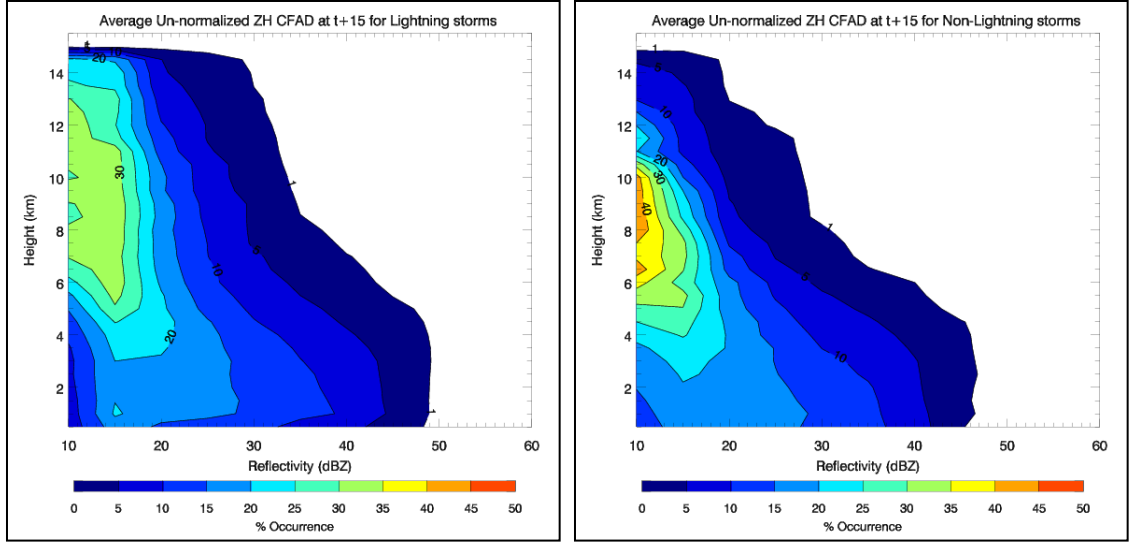 Average Un-normalized ZH CFAD at t+15 for Lightning storms
14
12
10
8
6
4
2
Height (km)
1
15
20
30
1
5
10
20
1
10 20 30 40 50 60
Reflectivity (dBZ)
0 5 10 15 20 25 30 35 40 45 50
% Occurrence
Average Un-normalized ZH CFAD at t+15 for Non-Lightning storms
14
12
10
8
6
4
2
Height (km)
1
5
10
20
30
40
1
5
10
10 20 30 40 50 60
Reflectivity (dBZ)
0 5 10 15 20 25 30 35 40 45 50
% Occurrence